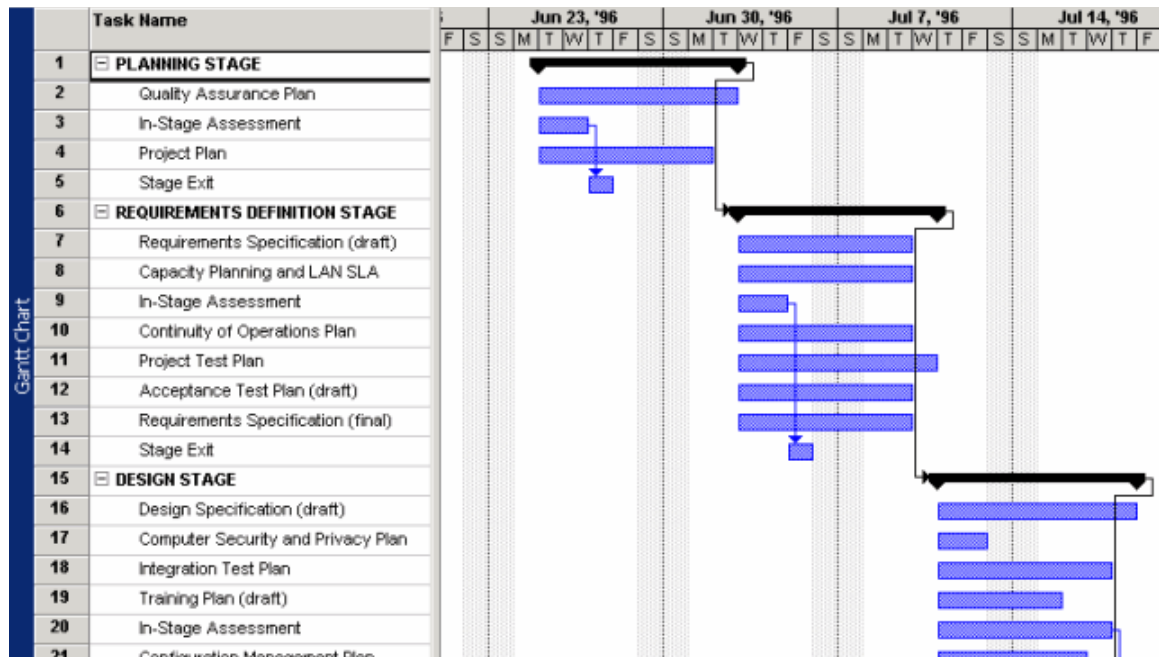 Task Name
Jun 23, '96 Jun 30, '96 Jul 7, '96 Jul 14, '96
F S S M T W T F S S M T W T F S S M T W T F S S M T W T F
1 PLANNING STAGE
2 Quality Assurance Plan
3 In-Stage Assessment
4 Project Plan
5 Stage Exit
6 REQUIREMENTS DEFINITION STAGE
7 Requirements Specification (draft)
8 Capacity Planning and LAN SLA
9 In-Stage Assessment
10 Continuity of Operations Plan
11 Project Test Plan
12 Acceptance Test Plan (draft)
13 Requirements Specification (final)
14 Stage Exit
15 DESIGN STAGE
16 Design Specification (draft)
17 Computer Security and Privacy Plan
18 Integration Test Plan
19 Training Plan (draft)
20 In-Stage Assessment
21 Configuration Management Plan
Gantt Chart